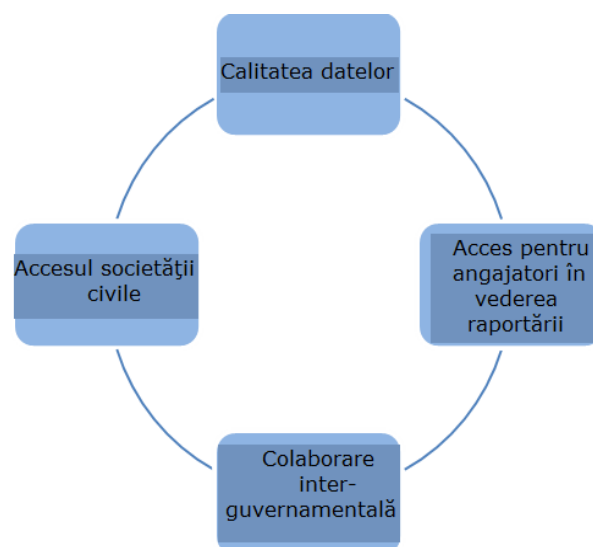 Calitatea datelor
Acces pentru
angajatori în
vederea
raportării
Colaborare
inter-
guvernamentală
Accesul societăţii
civile